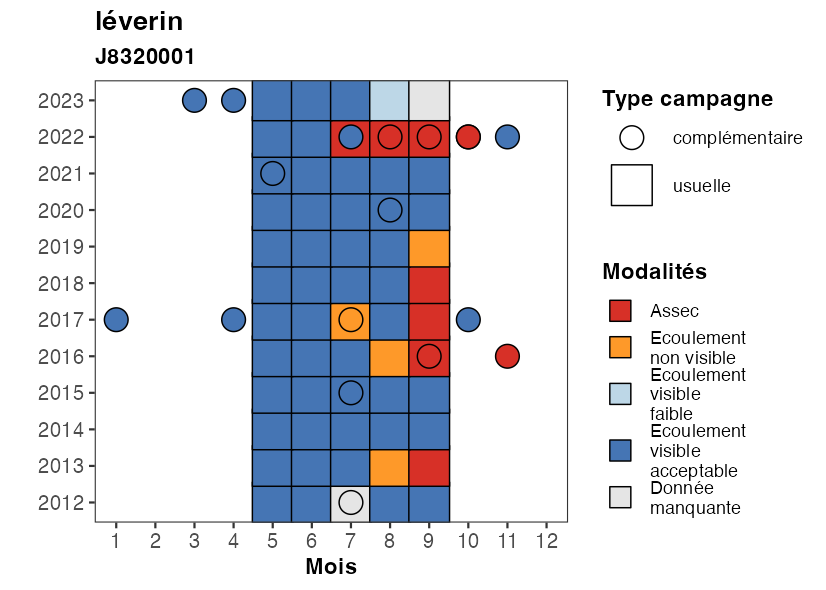 léverin
J8320001
2023
2022
2021
2020
2019
2018
2017
2016
2015
2014
2013
2012
1 2 3 4 5 6 7 8 9 10 11 12
Mois
Type campagne
complémentaire
usuelle
Modalités
Assec
Ecoulement
non visible
Ecoulement
visible
faible
Ecoulement
visible
acceptable
Donnée
manquante